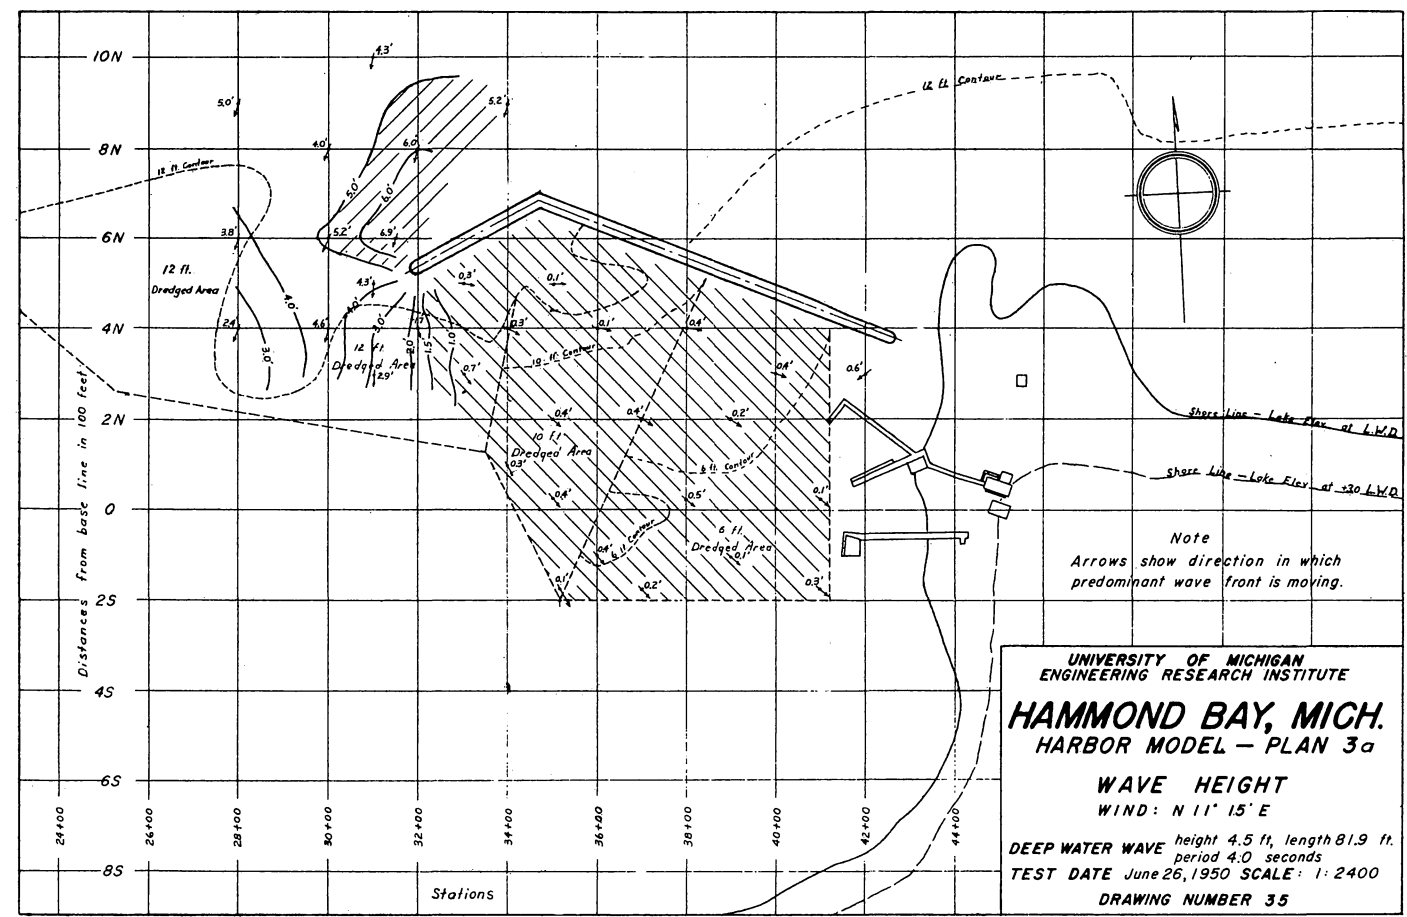 10N
4.3'
5.0'
5.2'
12 ft. Contour
8N
4.0'
6.0'
12 ft. Contour
5.0'
6.0'
6N
3.8'
5.2'
6.9'
12 ft.
Dredged Area
4.3'
0.3'
0.1'
4.0'
4.0'
4N
2.4'
4.6'
1.7'
0.3'
0.1'
0.4'
3.0'
3.0'
2.0'
1.5'
1.0'
12 ft.
Dredged Area
2.9'
10 ft Contour
0.7'
0.4'
0.6'
2N
0.4'
0.4'
0.2'
Shore Line - Lake Elev at L.W.D.
10 ft
Dredged Area
0.3'
6 ft. Contour
Shore Line - Lake Elev at +3.0 L.W.D.
0
0.4'
0.5'
0.1'
6 ft Contour
0.4'
6 ft.
Dredged Area
0.1'
0.1'
0.2'
0.3'
2S
4S
6S
8S
Distances from base line in 100 feet
Note
Arrows show direction in which
predominant wave front is moving.
24+00
26+00
28+00
30+00
32+00
34+00
36+00
38+00
40+00
42+00
44+00
Stations
UNIVERSITY OF MICHIGAN
ENGINEERING RESEARCH INSTITUTE
HAMMOND BAY, MICH.
HARBOR MODEL - PLAN 3a
WAVE HEIGHT
WIND: N 11° 15' E
DEEP WATER WAVE height 4.5 ft, length 81.9 ft.
period 4.0 seconds
TEST DATE June 26, 1950 SCALE: 1:2400
DRAWING NUMBER 35